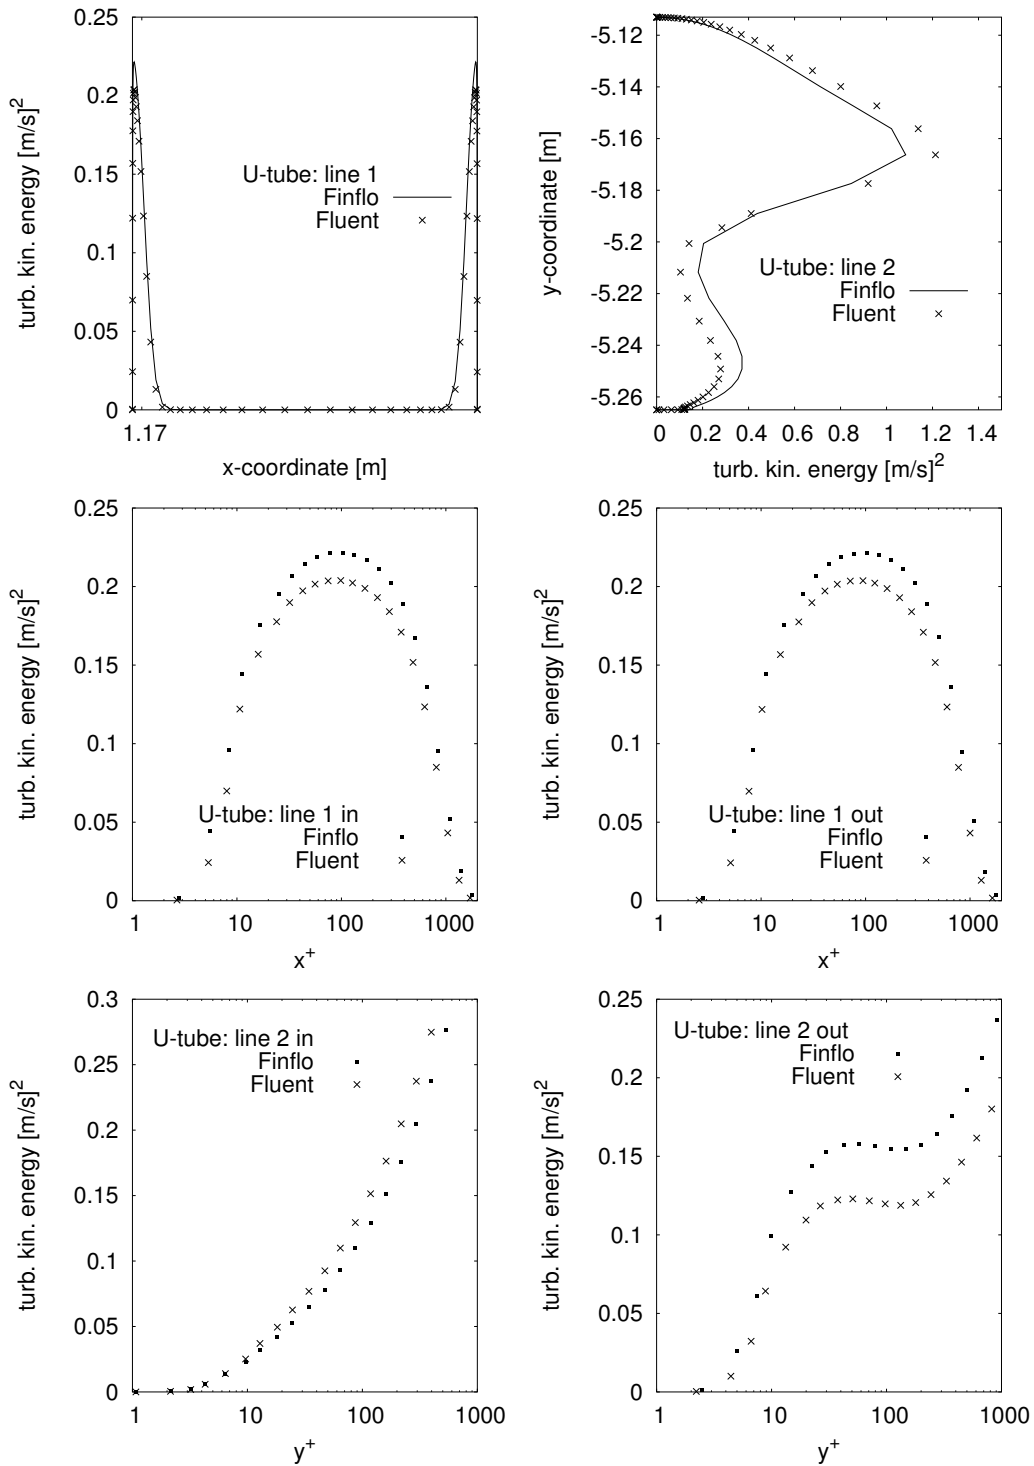 0.25
0.2
0.15
0.1
0.05
0
turb. kin. energy [m/s]²
U-tube: line 1
Finflo
Fluent
1.17
x-coordinate [m]
-5.12
-5.14
-5.16
-5.18
-5.2
-5.22
-5.24
-5.26
y-coordinate [m]
U-tube: line 2
Finflo
Fluent
0 0.2 0.4 0.6 0.8 1 1.2 1.4
turb. kin. energy [m/s]²
0.25
0.2
0.15
0.1
0.05
0
turb. kin. energy [m/s]²
U-tube: line 1 in
Finflo
Fluent
1 10 100 1000
x⁺
0.25
0.2
0.15
0.1
0.05
0
turb. kin. energy [m/s]²
U-tube: line 1 out
Finflo
Fluent
1 10 100 1000
x⁺
0.3
0.25
0.2
0.15
0.1
0.05
0
turb. kin. energy [m/s]²
U-tube: line 2 in
Finflo
Fluent
1 10 100 1000
y⁺
0.25
0.2
0.15
0.1
0.05
0
turb. kin. energy [m/s]²
U-tube: line 2 out
Finflo
Fluent
1 10 100 1000
y⁺